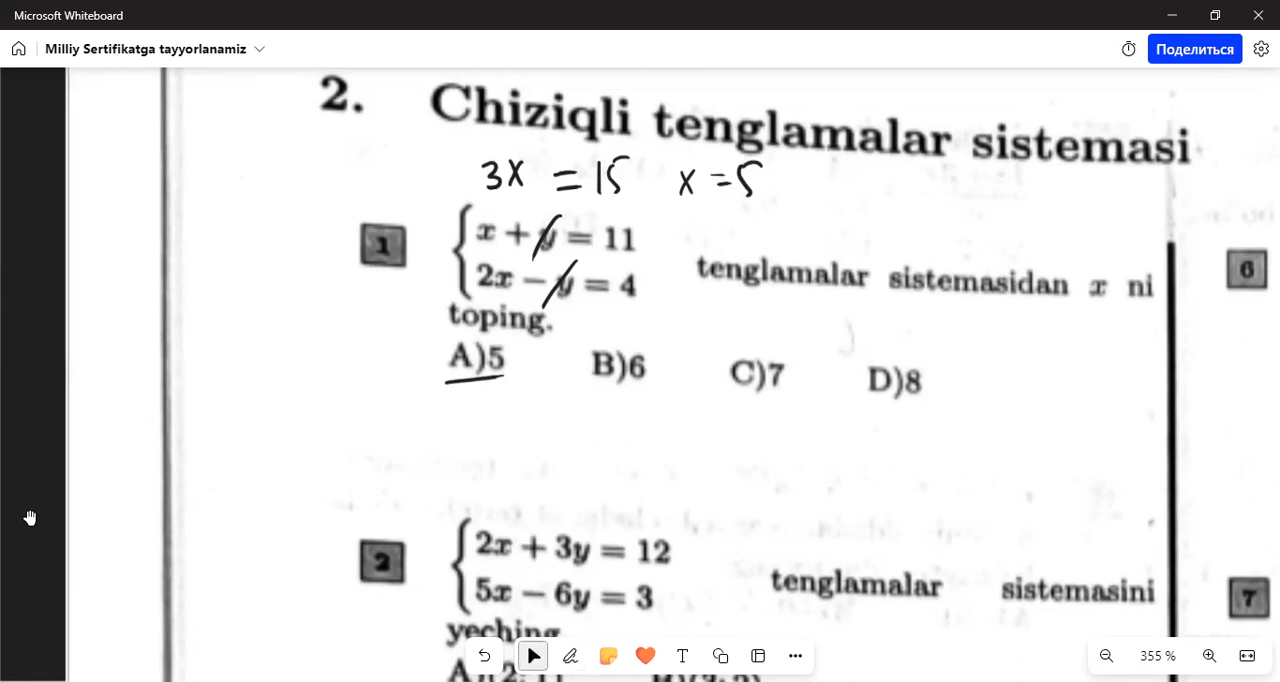 Microsoft Whiteboard
Milliy Sertifikatga tayyorlanamiz
Поделиться
2. Chiziqli tenglamalar sistemasi
3x = 15 x = 5
1 x + y = 11
2x - y = 4 tenglamalar sistemasidan x ni
toping.
A)5 B)6 C)7 D)8
6
2 2x + 3y = 12
5x - 6y = 3 tenglamalar sistemasini
yeching
7
355 %